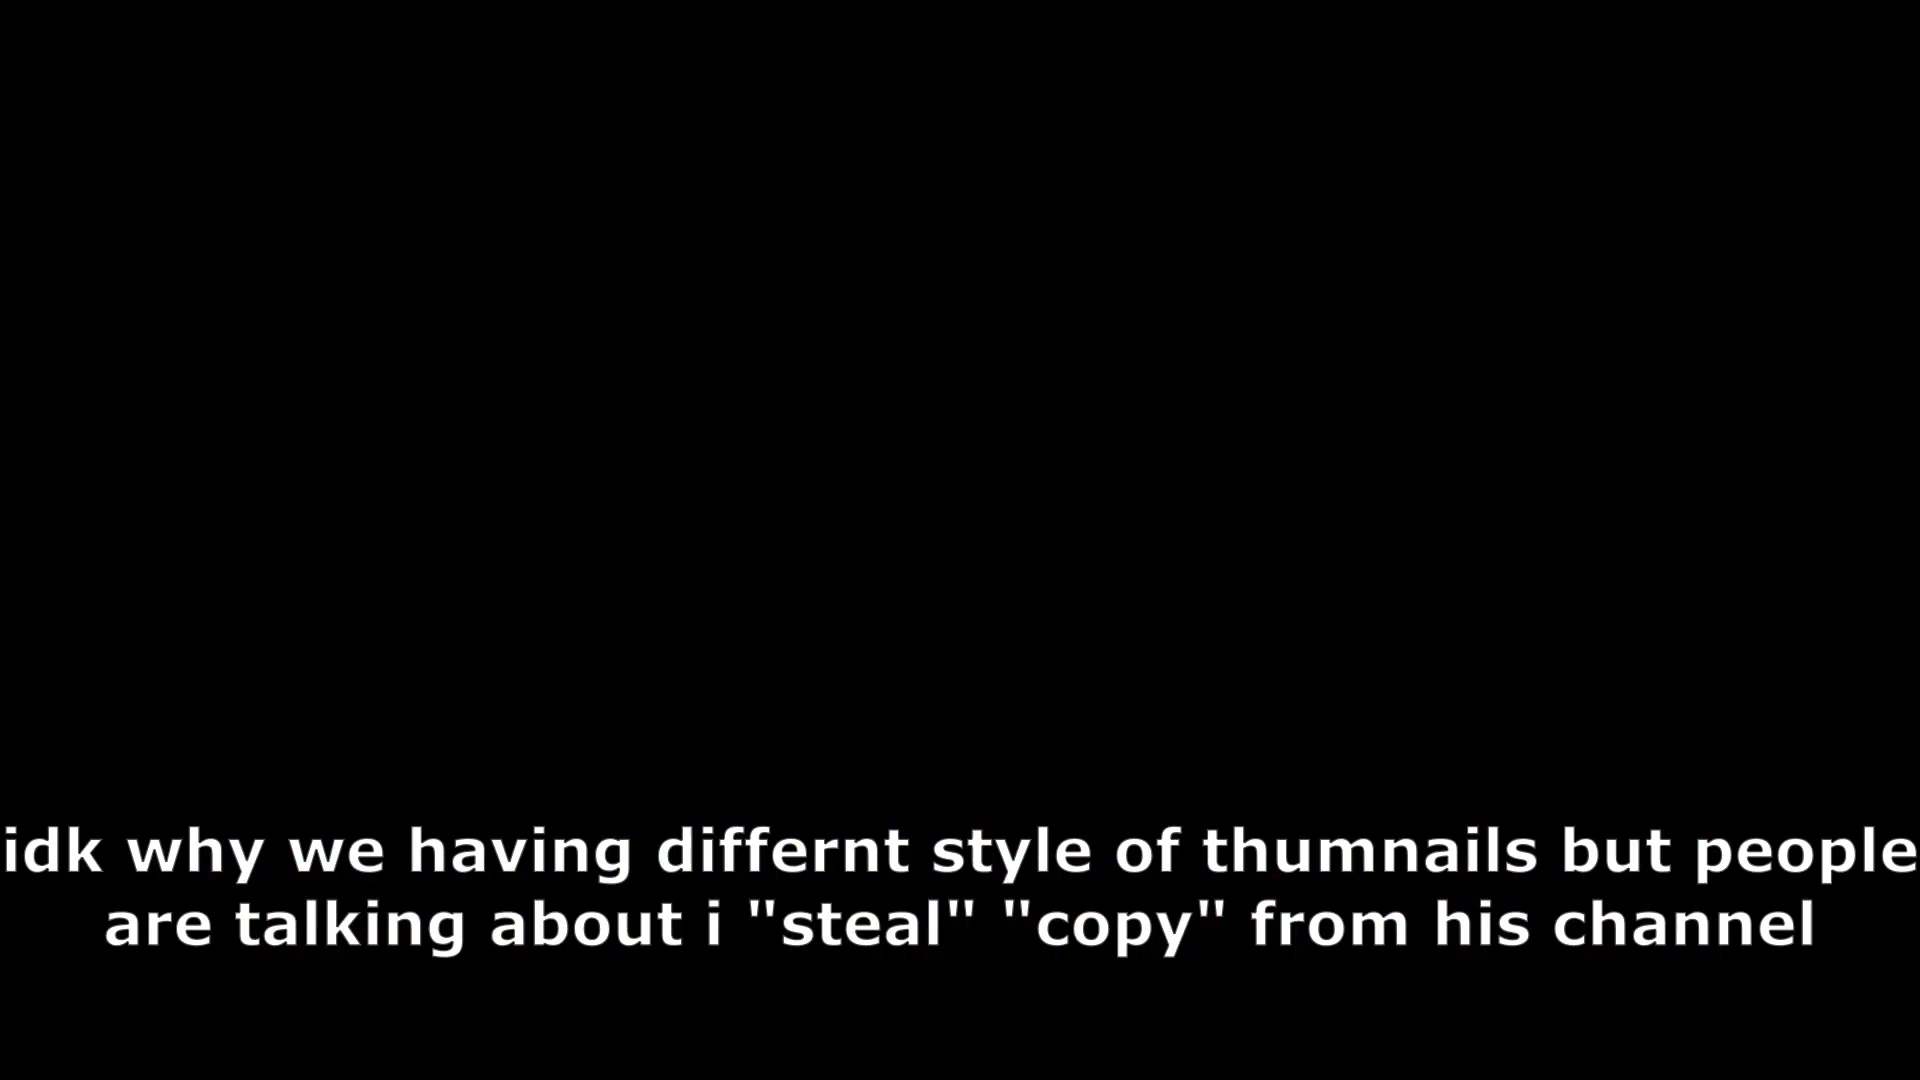 idk why we having differnt style of thumnails but people
are talking about i "steal" "copy" from his channel